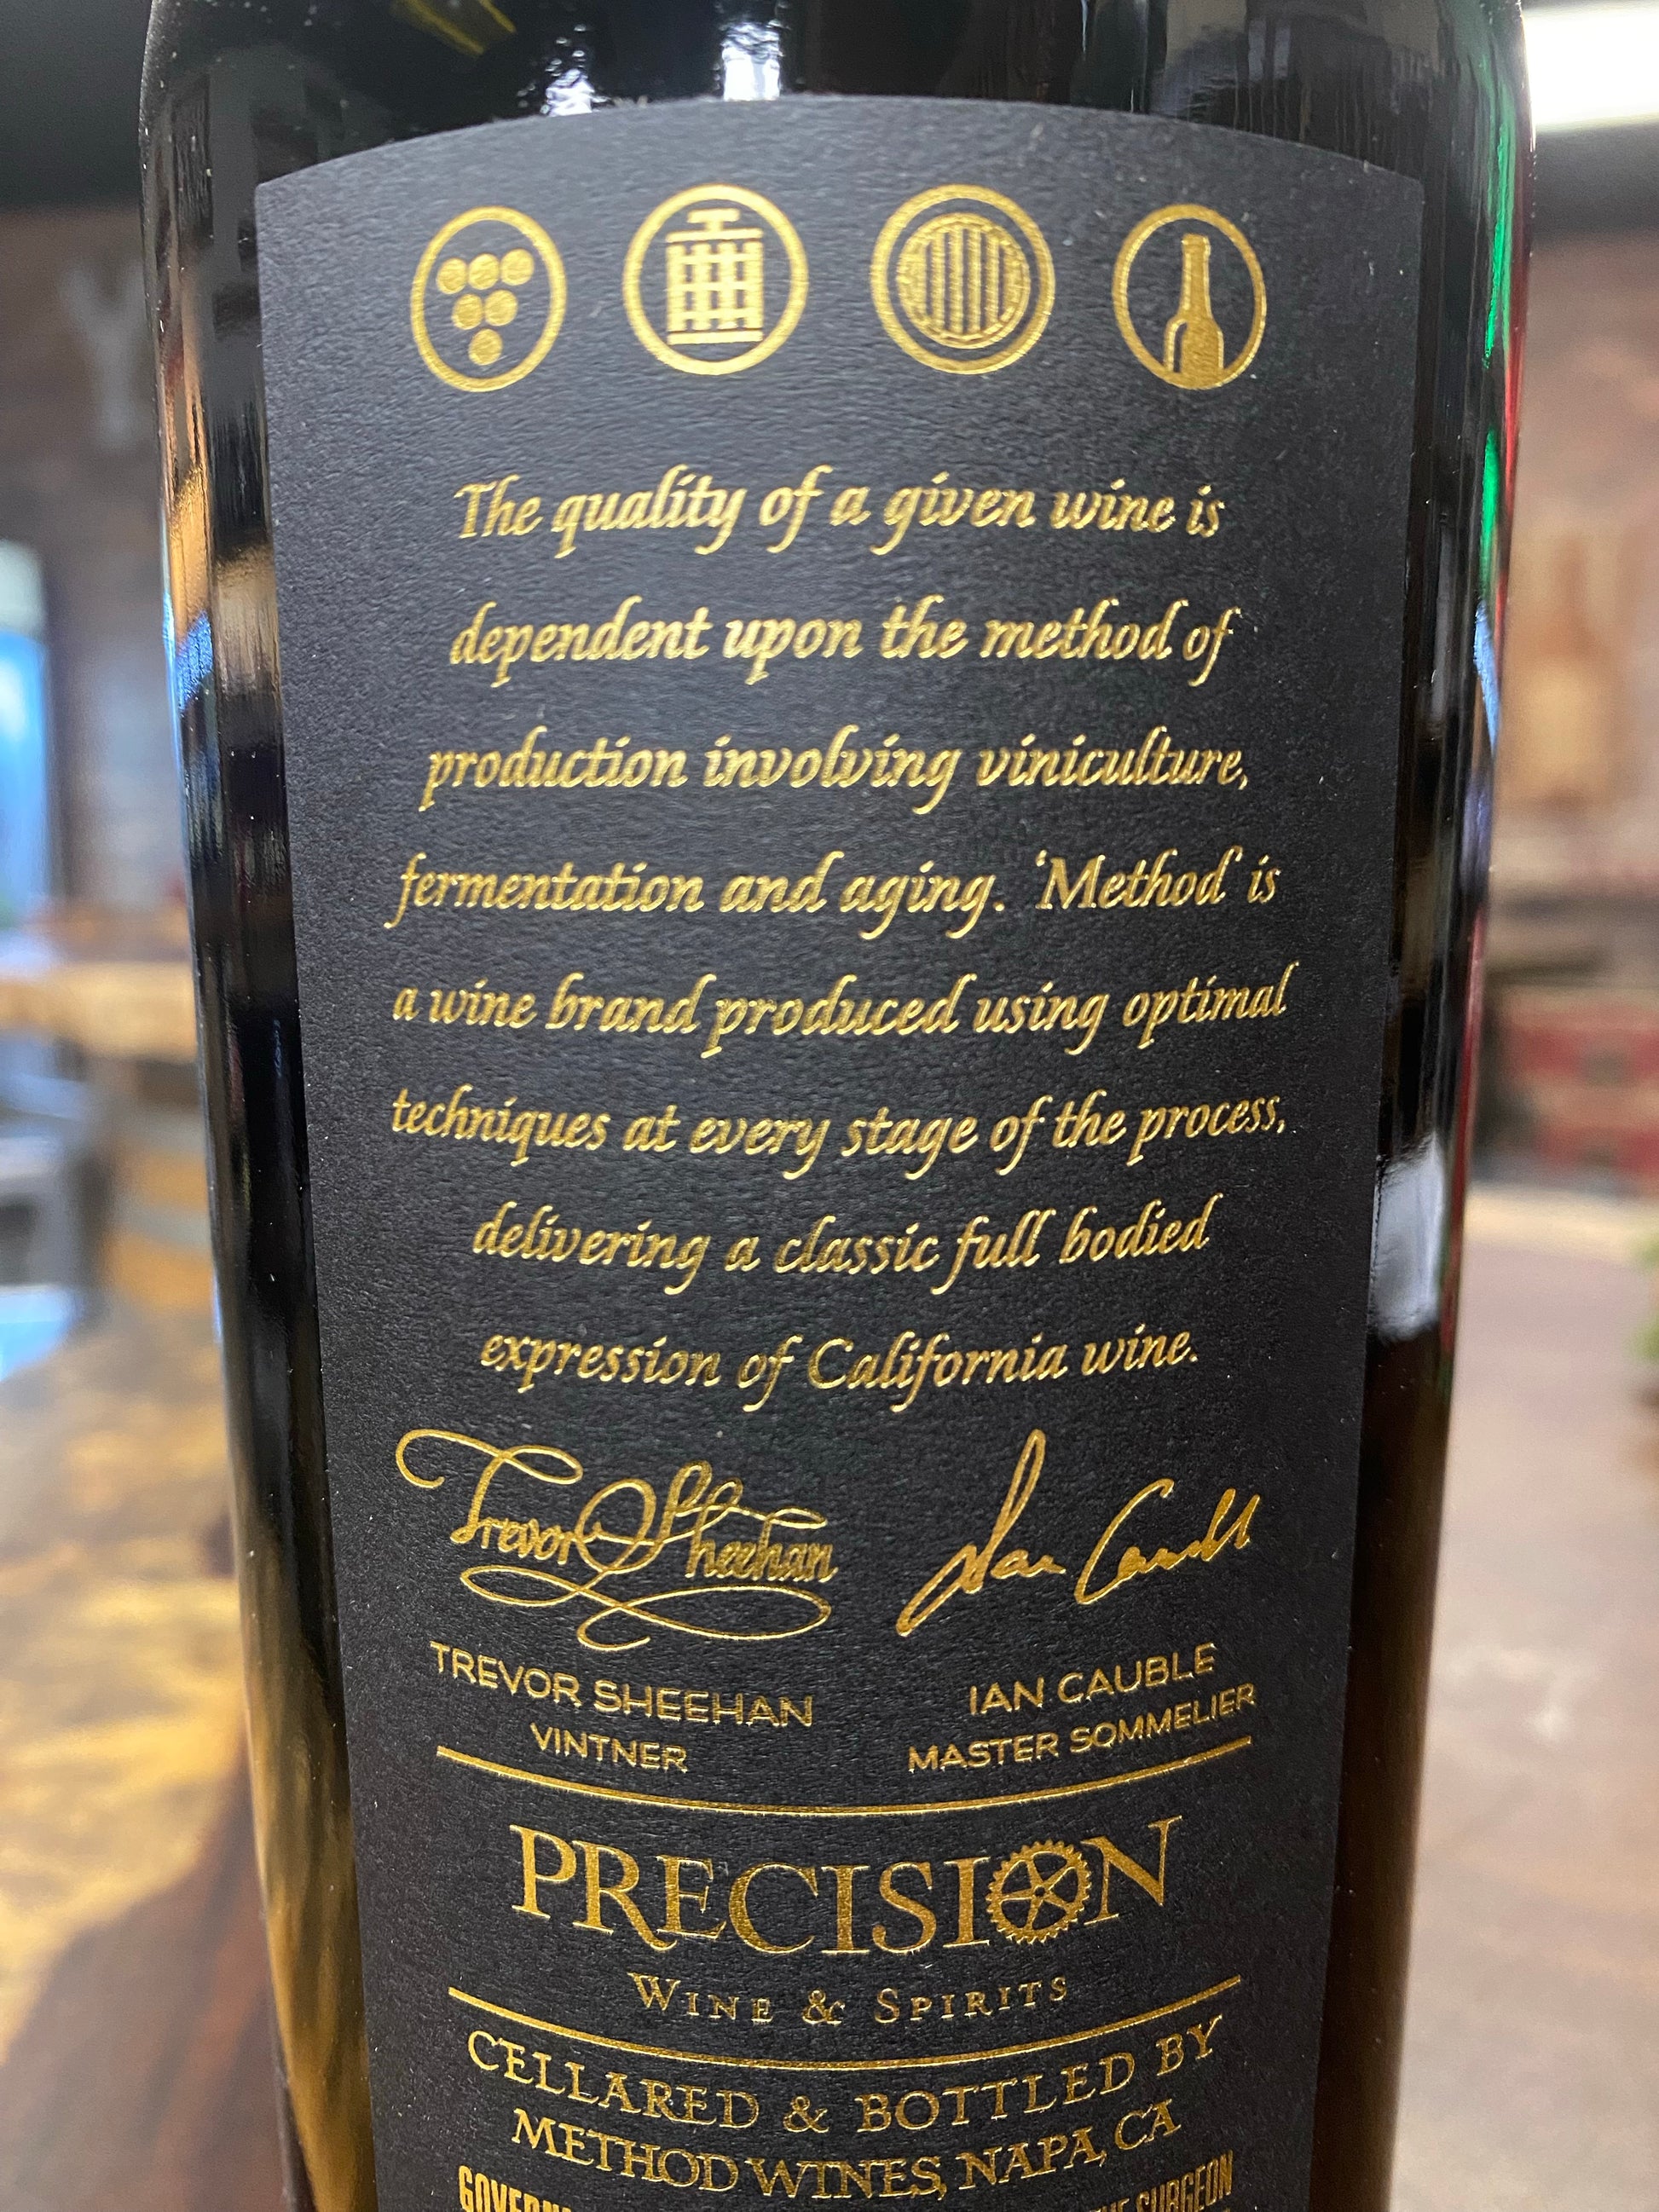 The quality of a given wine is
dependent upon the method of
production involving viniculture,
fermentation and aging. 'Method' is
a wine brand produced using optimal
techniques at every stage of the process,
delivering a classic full bodied
expression of California wine.
Trevor Sheehan Ian Cauble
TREVOR SHEEHAN IAN CAUBLE
VINTNER MASTER SOMMELIER
PRECISION
WINE & SPIRITS
CELLARED & BOTTLED BY
METHOD WINES, NAPA, CA
SURGEON